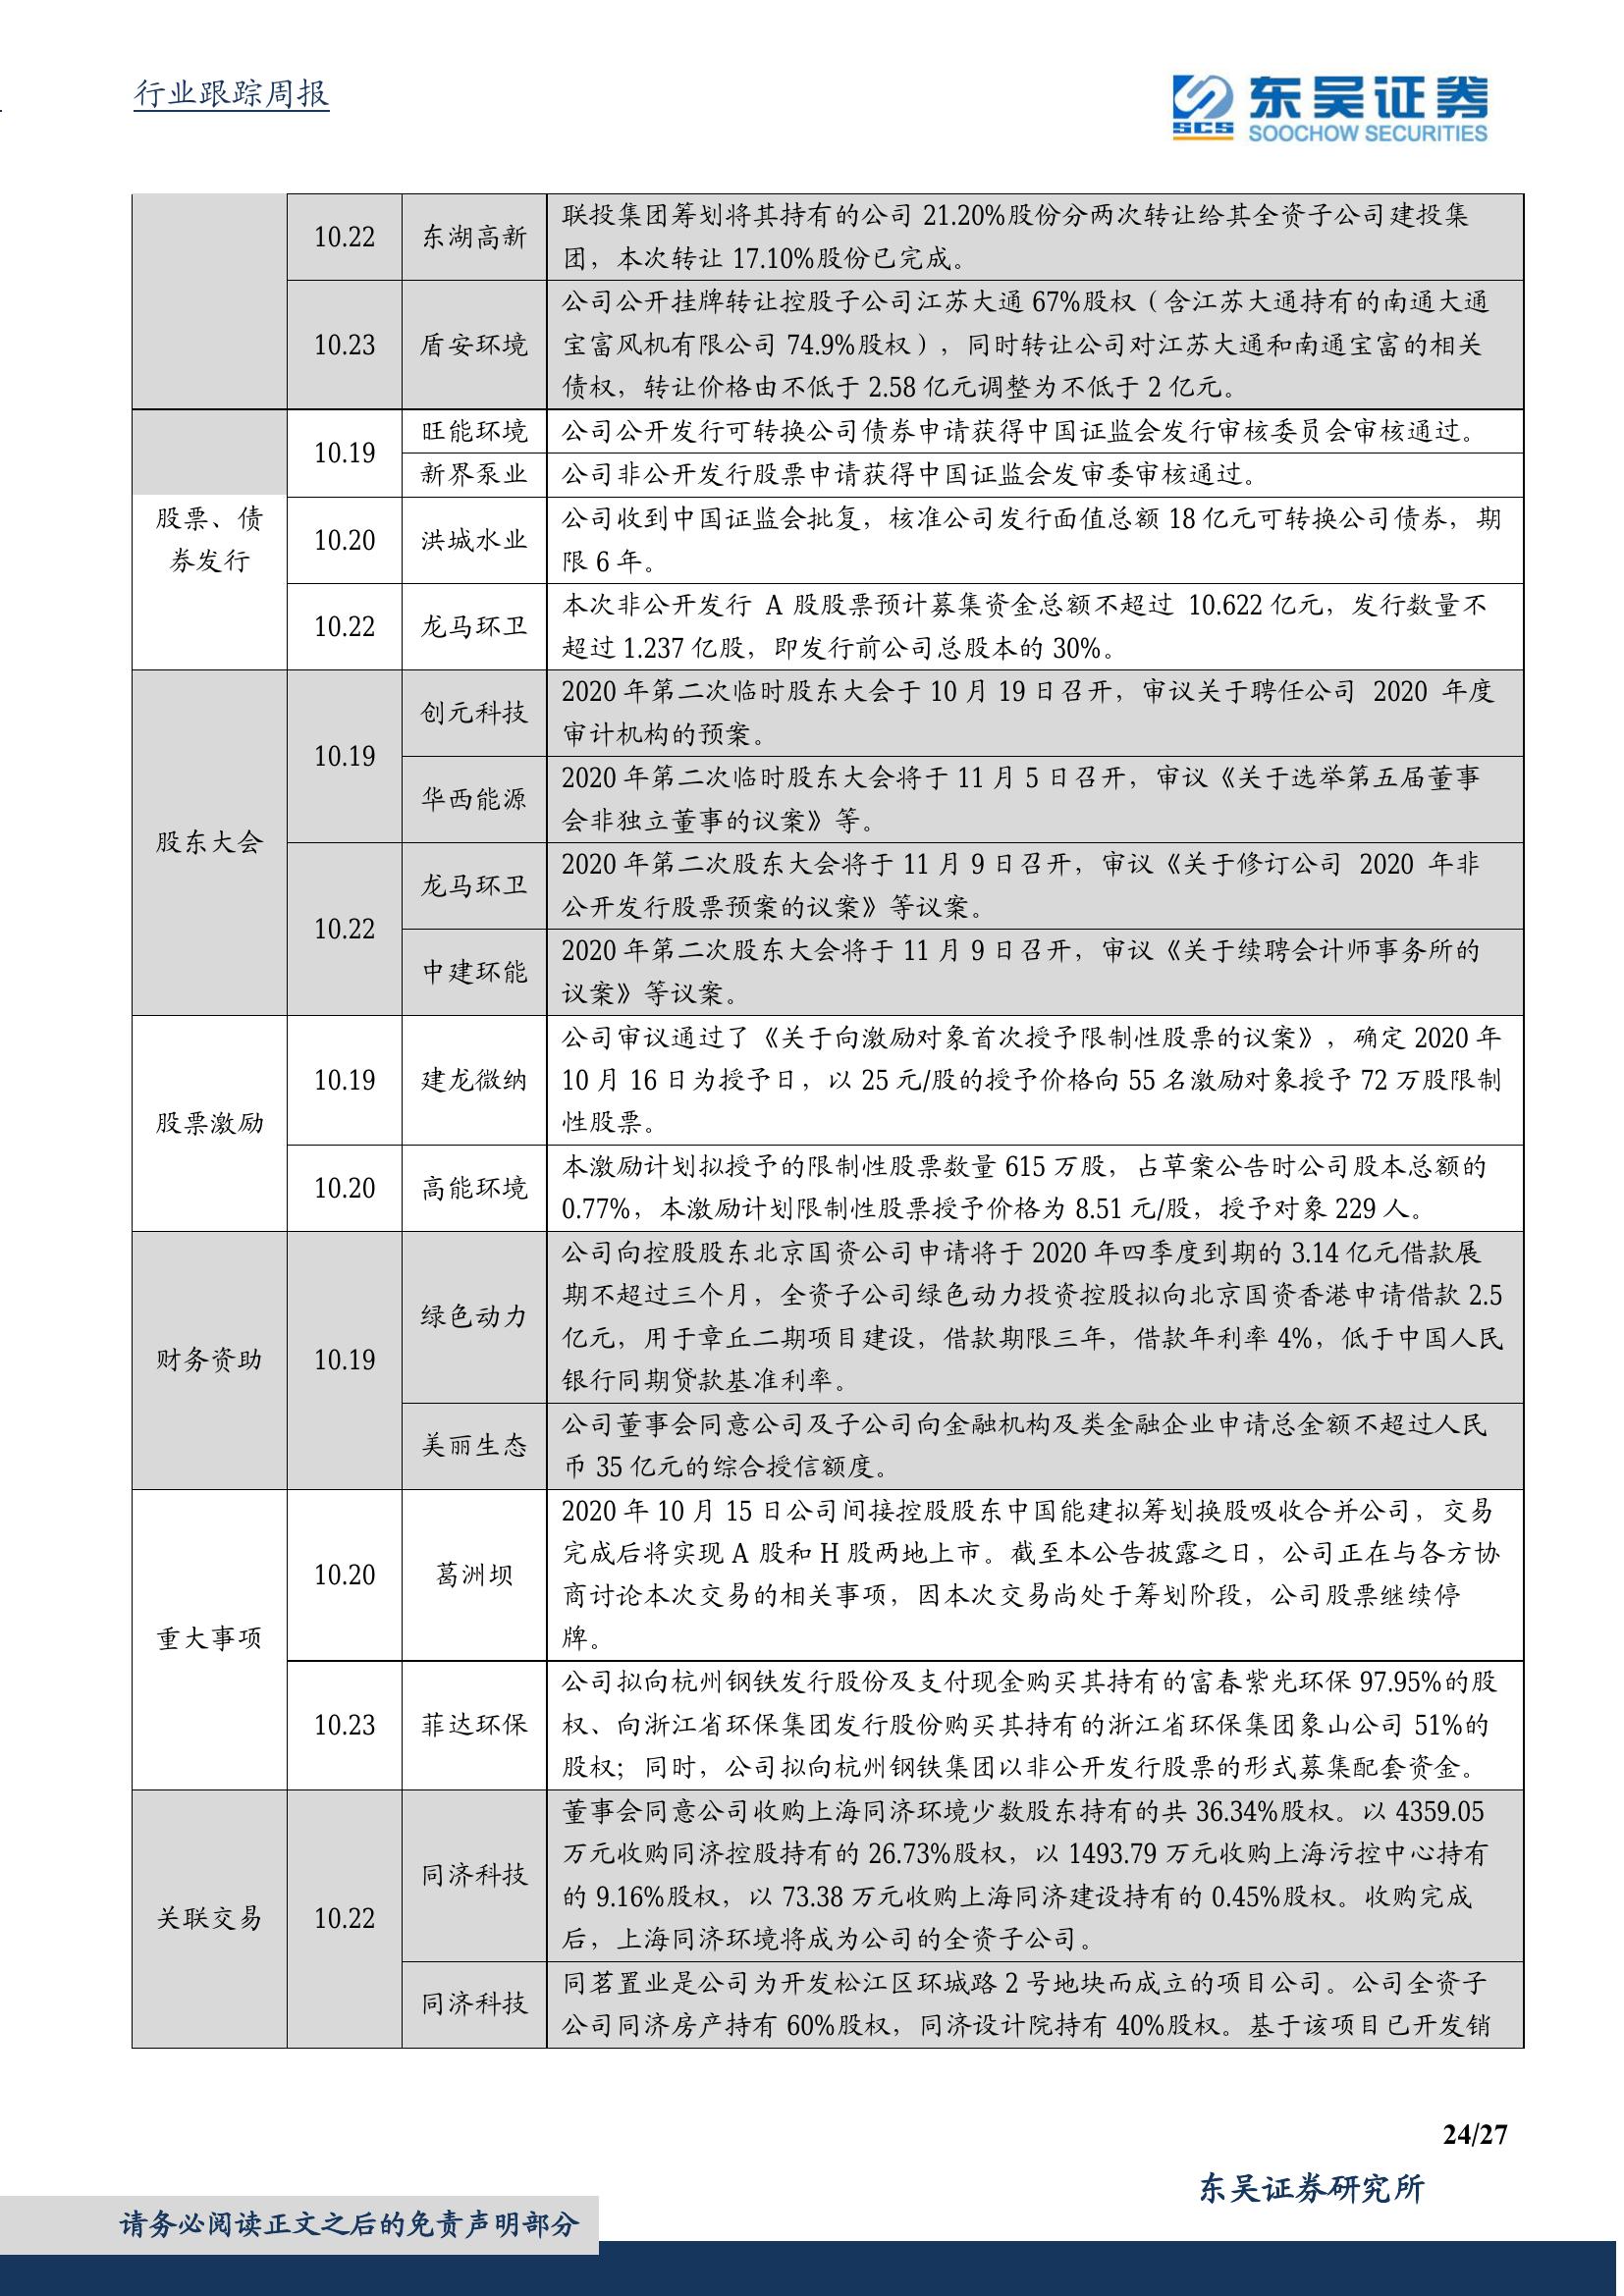 行业跟踪周报
SCS
东吴证券
SOOCHOW SECURITIES
10.22
东湖高新
联投集团筹划将其持有的公司 21.20%股份分两次转让给其全资子公司建投集
团，本次转让 17.10%股份已完成。
10.23
盾安环境
公司公开挂牌转让控股子公司江苏大通 67%股权（含江苏大通持有的南通大通
宝富风机有限公司 74.9%股权），同时转让公司对江苏大通和南通宝富的相关
债权，转让价格由不低于 2.58 亿元调整为不低于 2 亿元。
股票、债
券发行
10.19
旺能环境
公司公开发行可转换公司债券申请获得中国证监会发行审核委员会审核通过。
新界泵业
公司非公开发行股票申请获得中国证监会发审委审核通过。
10.20
洪城水业
公司收到中国证监会批复，核准公司发行面值总额 18 亿元可转换公司债券，期
限 6 年。
10.22
龙马环卫
本次非公开发行 A 股股票预计募集资金总额不超过 10.622 亿元，发行数量不
超过 1.237 亿股，即发行前公司总股本的 30%。
股东大会
10.19
创元科技
2020 年第二次临时股东大会于 10 月 19 日召开，审议关于聘任公司 2020 年度
审计机构的预案。
华西能源
2020 年第二次临时股东大会将于 11 月 5 日召开，审议《关于选举第五届董事
会非独立董事的议案》等。
10.22
龙马环卫
2020 年第二次股东大会将于 11 月 9 日召开，审议《关于修订公司 2020 年非
公开发行股票预案的议案》等议案。
中建环能
2020 年第二次股东大会将于 11 月 9 日召开，审议《关于续聘会计师事务所的
议案》等议案。
股票激励
10.19
建龙微纳
公司审议通过了《关于向激励对象首次授予限制性股票的议案》，确定 2020 年
10 月 16 日为授予日，以 25 元/股的授予价格向 55 名激励对象授予 72 万股限制
性股票。
10.20
高能环境
本激励计划拟授予的限制性股票数量 615 万股，占草案公告时公司股本总额的
0.77%，本激励计划限制性股票授予价格为 8.51 元/股，授予对象 229 人。
财务资助
10.19
绿色动力
公司向控股股东北京国资公司申请将于 2020 年四季度到期的 3.14 亿元借款展
期不超过三个月，全资子公司绿色动力投资控股拟向北京国资香港申请借款 2.5
亿元，用于章丘二期项目建设，借款期限三年，借款年利率 4%，低于中国人民
银行同期贷款基准利率。
美丽生态
公司董事会同意公司及子公司向金融机构及类金融企业申请总金额不超过人民
币 35 亿元的综合授信额度。
重大事项
10.20
葛洲坝
2020 年 10 月 15 日公司间接控股股东中国能建拟筹划换股吸收合并公司，交易
完成后将实现 A 股和 H 股两地上市。截至本公告披露之日，公司正在与各方协
商讨论本次交易的相关事项，因本次交易尚处于筹划阶段，公司股票继续停
牌。
10.23
菲达环保
公司拟向杭州钢铁发行股份及支付现金购买其持有的富春紫光环保 97.95%的股
权、向浙江省环保集团发行股份购买其持有的浙江省环保集团象山公司 51%的
股权；同时，公司拟向杭州钢铁集团以非公开发行股票的形式募集配套资金。
关联交易
10.22
同济科技
董事会同意公司收购上海同济环境少数股东持有的共 36.34%股权。以 4359.05
万元收购同济控股持有的 26.73%股权，以 1493.79 万元收购上海污控中心持有
的 9.16%股权，以 73.38 万元收购上海同济建设持有的 0.45%股权。收购完成
后，上海同济环境将成为公司的全资子公司。
同济科技
同茗置业是公司为开发松江区环城路 2 号地块而成立的项目公司。公司全资子
公司同济房产持有 60%股权，同济设计院持有 40%股权。基于该项目已开发销
24/27
东吴证券研究所
请务必阅读正文之后的免责声明部分